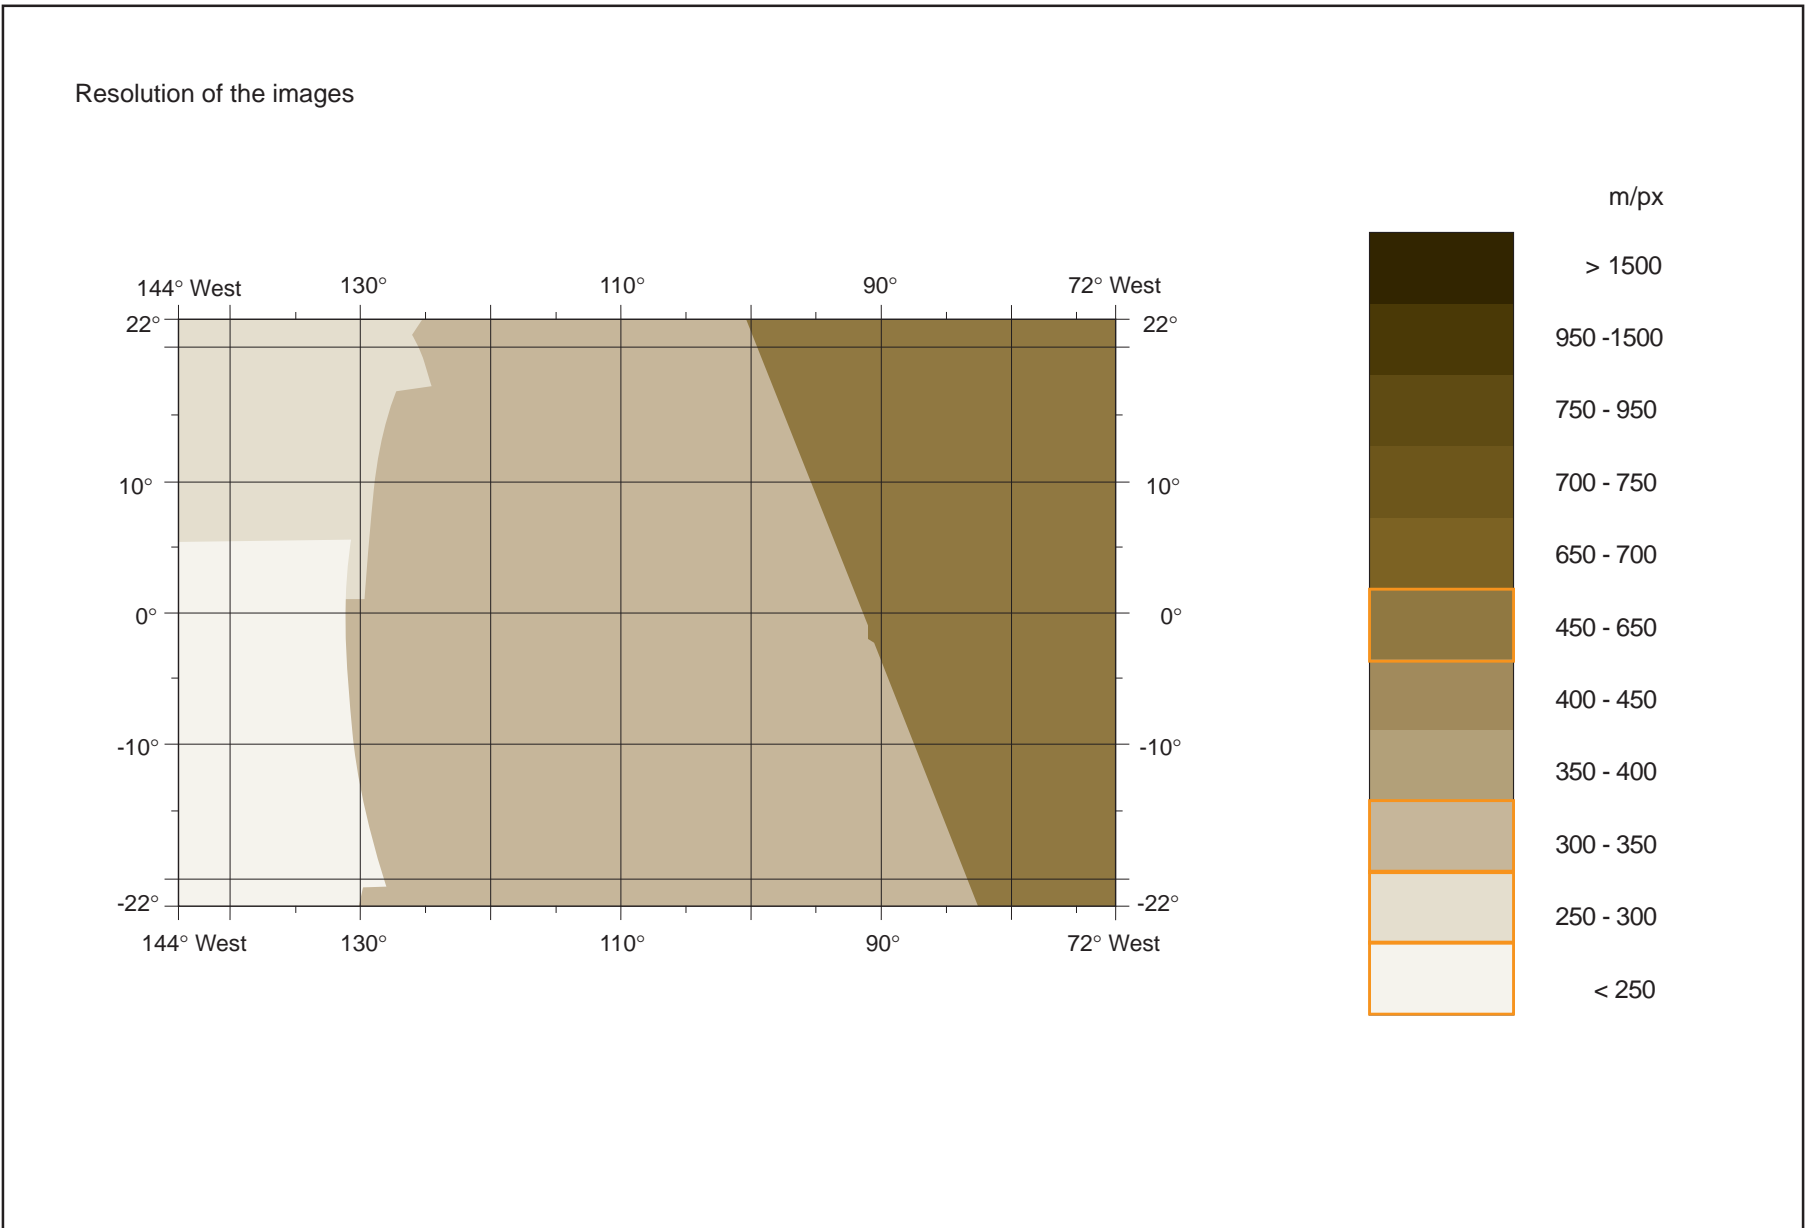 Resolution of the images
m/px
144° West 130° 110° 90° 72° West
22° 22°
10° 10°
0° 0°
-10° -10°
-22° -22°
144° West 130° 110° 90° 72° West
> 1500
950 -1500
750 - 950
700 - 750
650 - 700
450 - 650
400 - 450
350 - 400
300 - 350
250 - 300
< 250